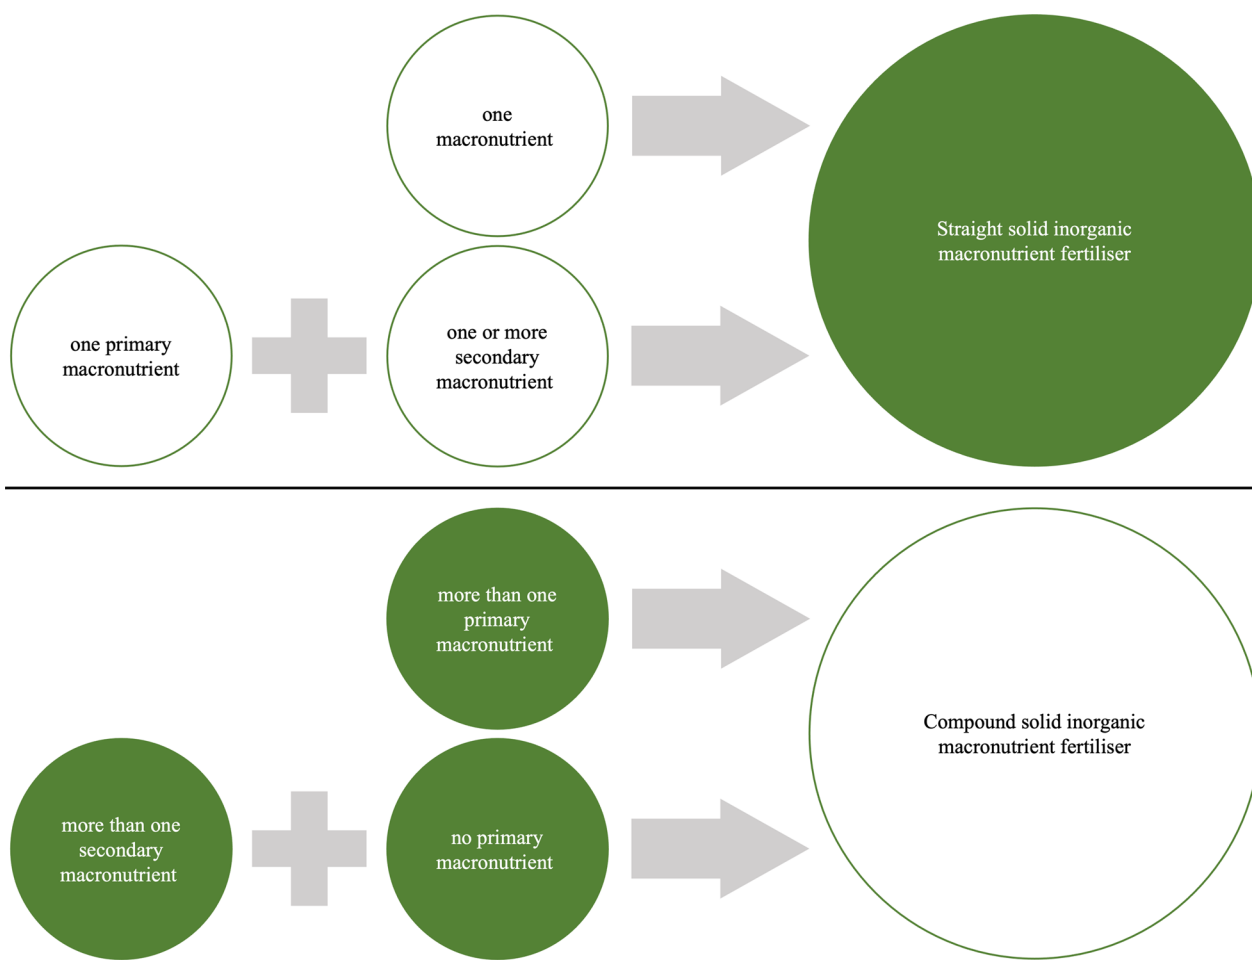 one
macronutrient
Straight solid inorganic
macronutrient fertiliser
one primary
macronutrient
one or more
secondary
macronutrient
more than one
primary
macronutrient
Compound solid inorganic
macronutrient fertiliser
more than one
secondary
macronutrient
no primary
macronutrient